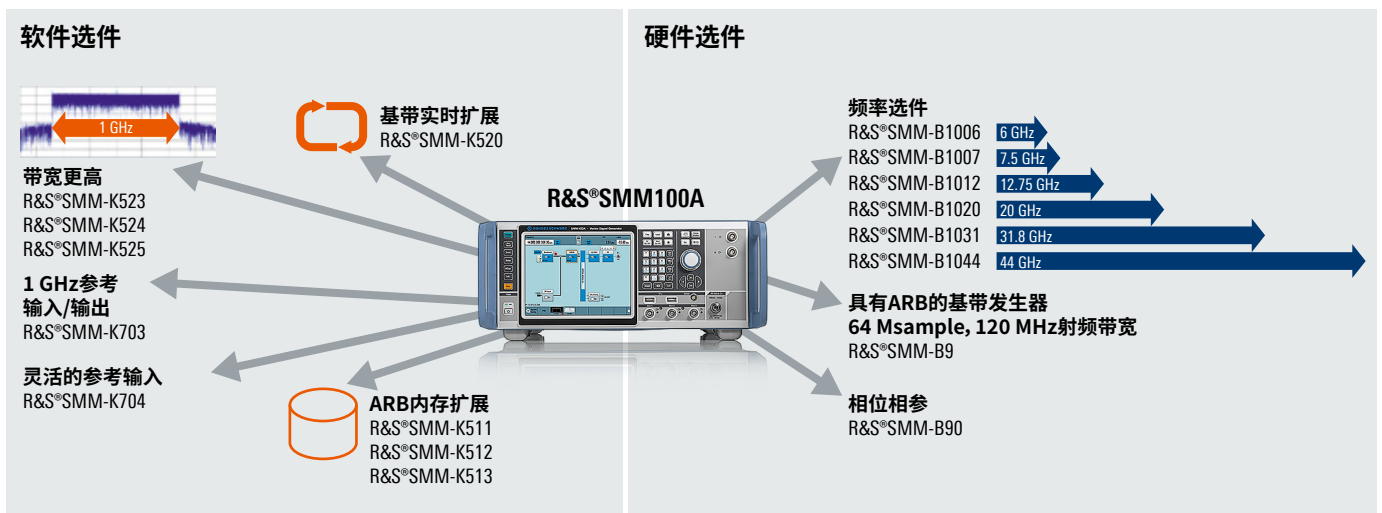 软件选件
1 GHz
带宽更高
R&S®SMM-K523
R&S®SMM-K524
R&S®SMM-K525
基带实时扩展
R&S®SMM-K520
1 GHz参考
输入/输出
R&S®SMM-K703
灵活的参考输入
R&S®SMM-K704
ARB内存扩展
R&S®SMM-K511
R&S®SMM-K512
R&S®SMM-K513
R&S®SMM100A
硬件选件
频率选件
R&S®SMM-B1006 6 GHz
R&S®SMM-B1007 7.5 GHz
R&S®SMM-B1012 12.75 GHz
R&S®SMM-B1020 20 GHz
R&S®SMM-B1031 31.8 GHz
R&S®SMM-B1044 44 GHz
具有ARB的基带发生器
64 Msample, 120 MHz射频带宽
R&S®SMM-B9
相位相参
R&S®SMM-B90